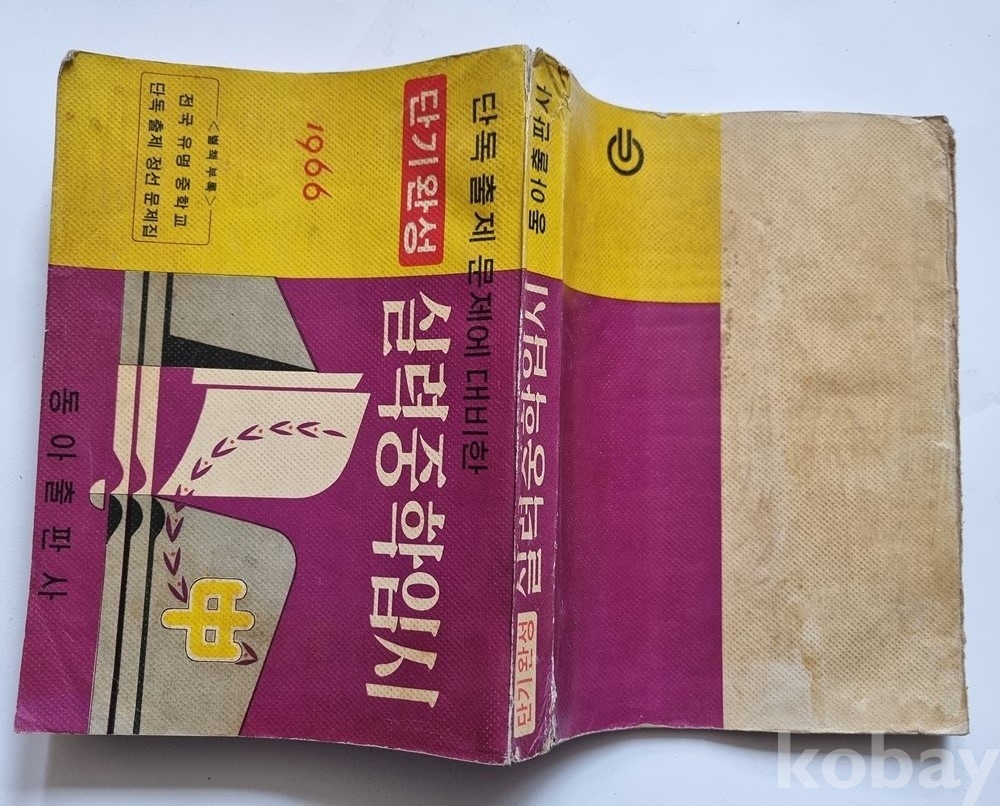 단독 출제 문제에 대비한
단기완성
실력중학입시
1966
<별책 부록>
전국 유명 중학교
단독 출제 정선 문제집
中
동아출판사
단기완성
실력중학입시
동아출판사
kobay